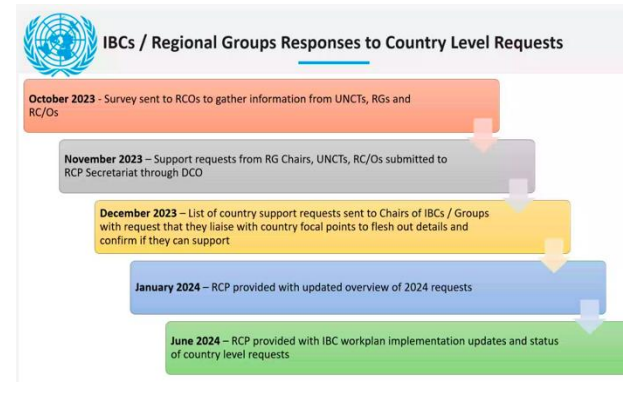 IBCs / Regional Groups Responses to Country Level Requests
October 2023 - Survey sent to RCOs to gather information from UNCTs, RGs and
RC/Os
November 2023 – Support requests from RG Chairs, UNCTs, RC/Os submitted to
RCP Secretariat through DCO
December 2023 – List of country support requests sent to Chairs of IBCs / Groups
with request that they liaise with country focal points to flesh out details and
confirm if they can support
January 2024 – RCP provided with updated overview of 2024 requests
June 2024 – RCP provided with IBC workplan implementation updates and status
of country level requests